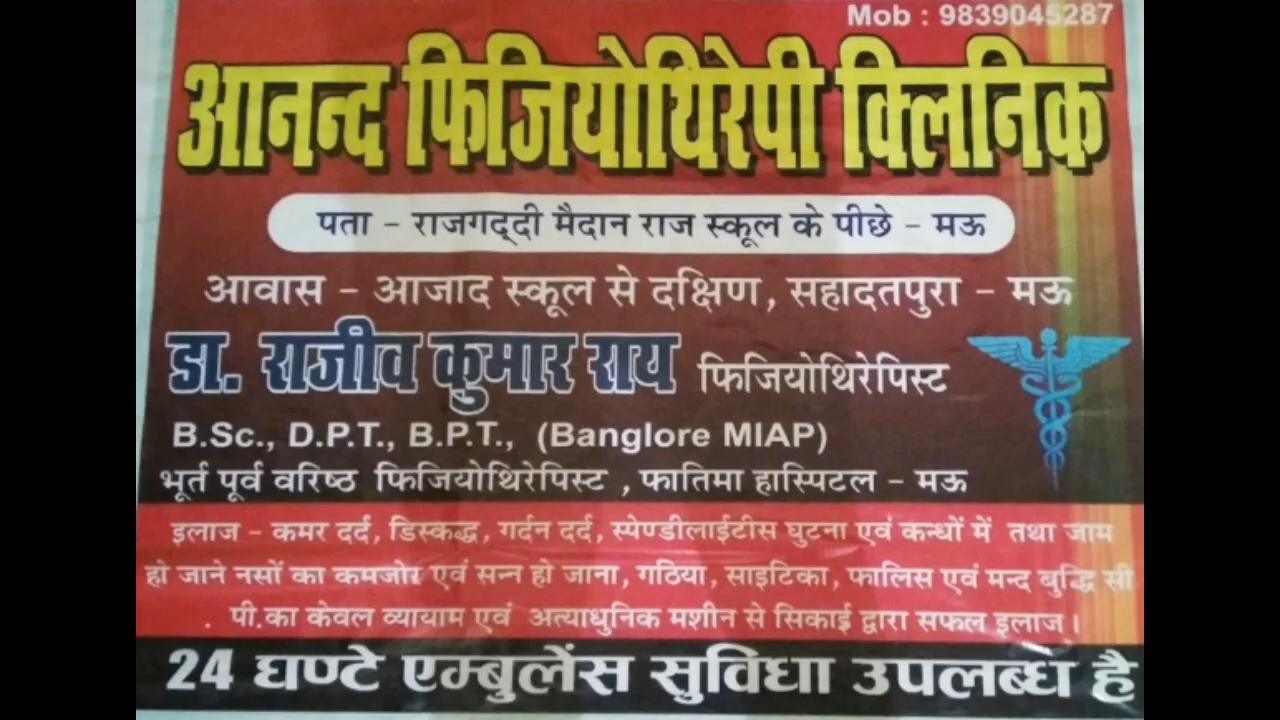 Mob : 9839045287
आनन्द फिजियोथिरेपी क्लिनिक
पता - राजगद्दी मैदान राज स्कूल के पीछे - मऊ
आवास - आजाद स्कूल से दक्षिण, सहादतपुरा - मऊ
डा. राजीव कुमार राय फिजियोथिरेपिस्ट
B.Sc., D.P.T., B.P.T., (Banglore MIAP)
भूर्त पूर्व वरिष्ठ फिजियोथिरेपिस्ट , फातिमा हास्पिटल - मऊ
इलाज - कमर दर्द, डिस्कद्ध, गर्दन दर्द, स्पेण्डीलाईटीस घुटना एवं कन्धों में तथा जाम
हो जाने नसों का कमजोर एवं सन्न हो जाना, गठिया, साइटिका, फालिस एवं मन्द बुद्धि सी
. पी.का केवल व्यायाम एवं अत्याधुनिक मशीन से सिकाई द्वारा सफल इलाज।
24 घण्टे एम्बुलेंस सुविधा उपलब्ध है